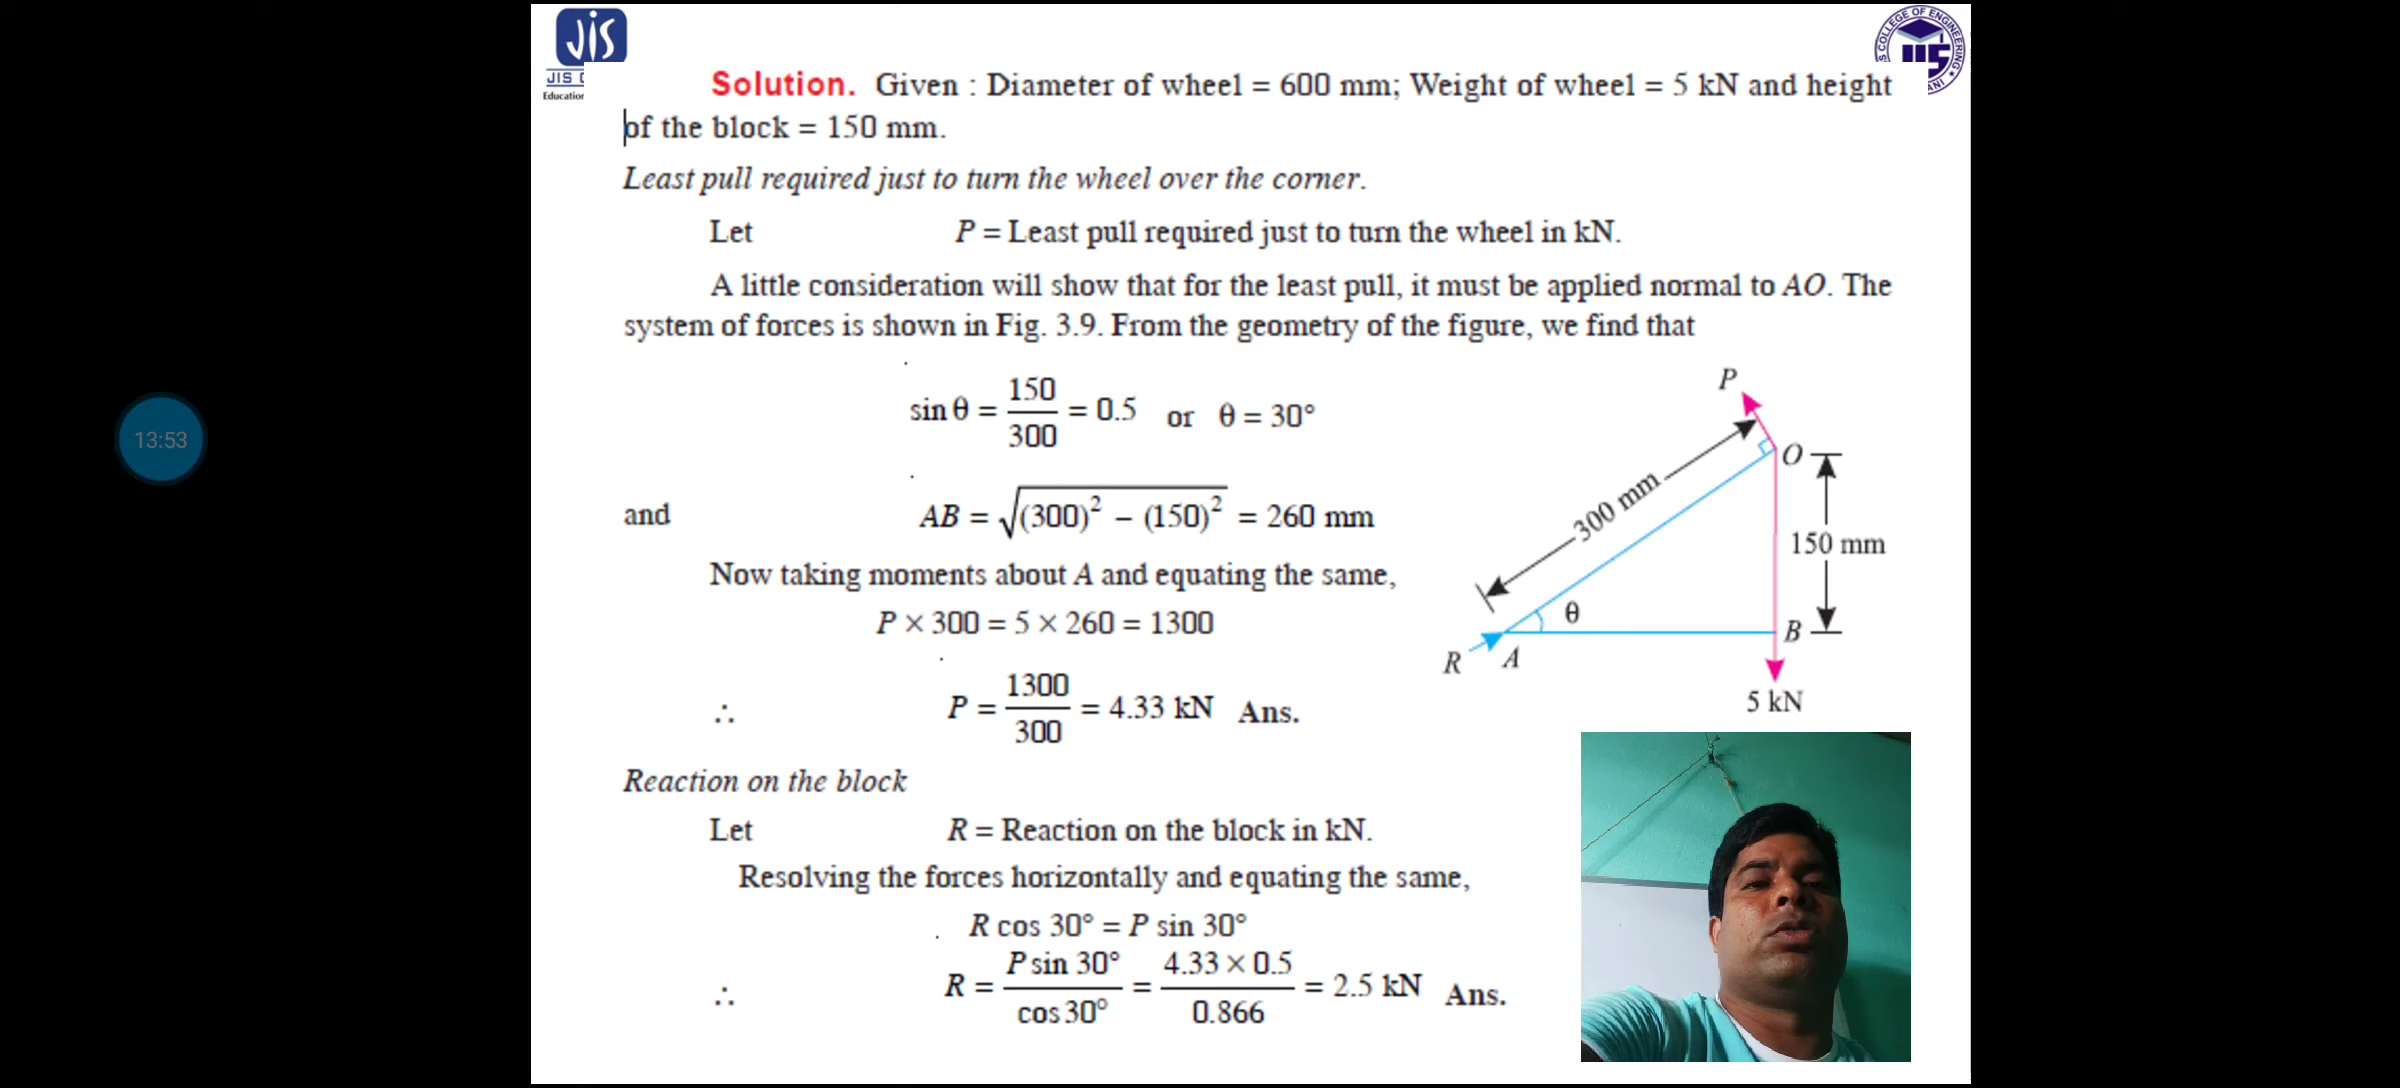 JIS
JIS
Education
S COLLEGE OF ENGINEERING
Solution. Given : Diameter of wheel = 600 mm; Weight of wheel = 5 kN and height
of the block = 150 mm.
Least pull required just to turn the wheel over the corner.
Let P = Least pull required just to turn the wheel in kN.
A little consideration will show that for the least pull, it must be applied normal to AO. The
system of forces is shown in Fig. 3.9. From the geometry of the figure, we find that
sin θ = 150/300 = 0.5 or θ = 30°
and AB = √(300)² – (150)² = 260 mm
Now taking moments about A and equating the same,
P × 300 = 5 × 260 = 1300
∴ P = 1300/300 = 4.33 kN Ans.
P
O
300 mm
150 mm
θ
B
R A
5 kN
Reaction on the block
Let R = Reaction on the block in kN.
Resolving the forces horizontally and equating the same,
R cos 30° = P sin 30°
∴ R = P sin 30°/cos 30° = 4.33 × 0.5/0.866 = 2.5 kN Ans.
13:53